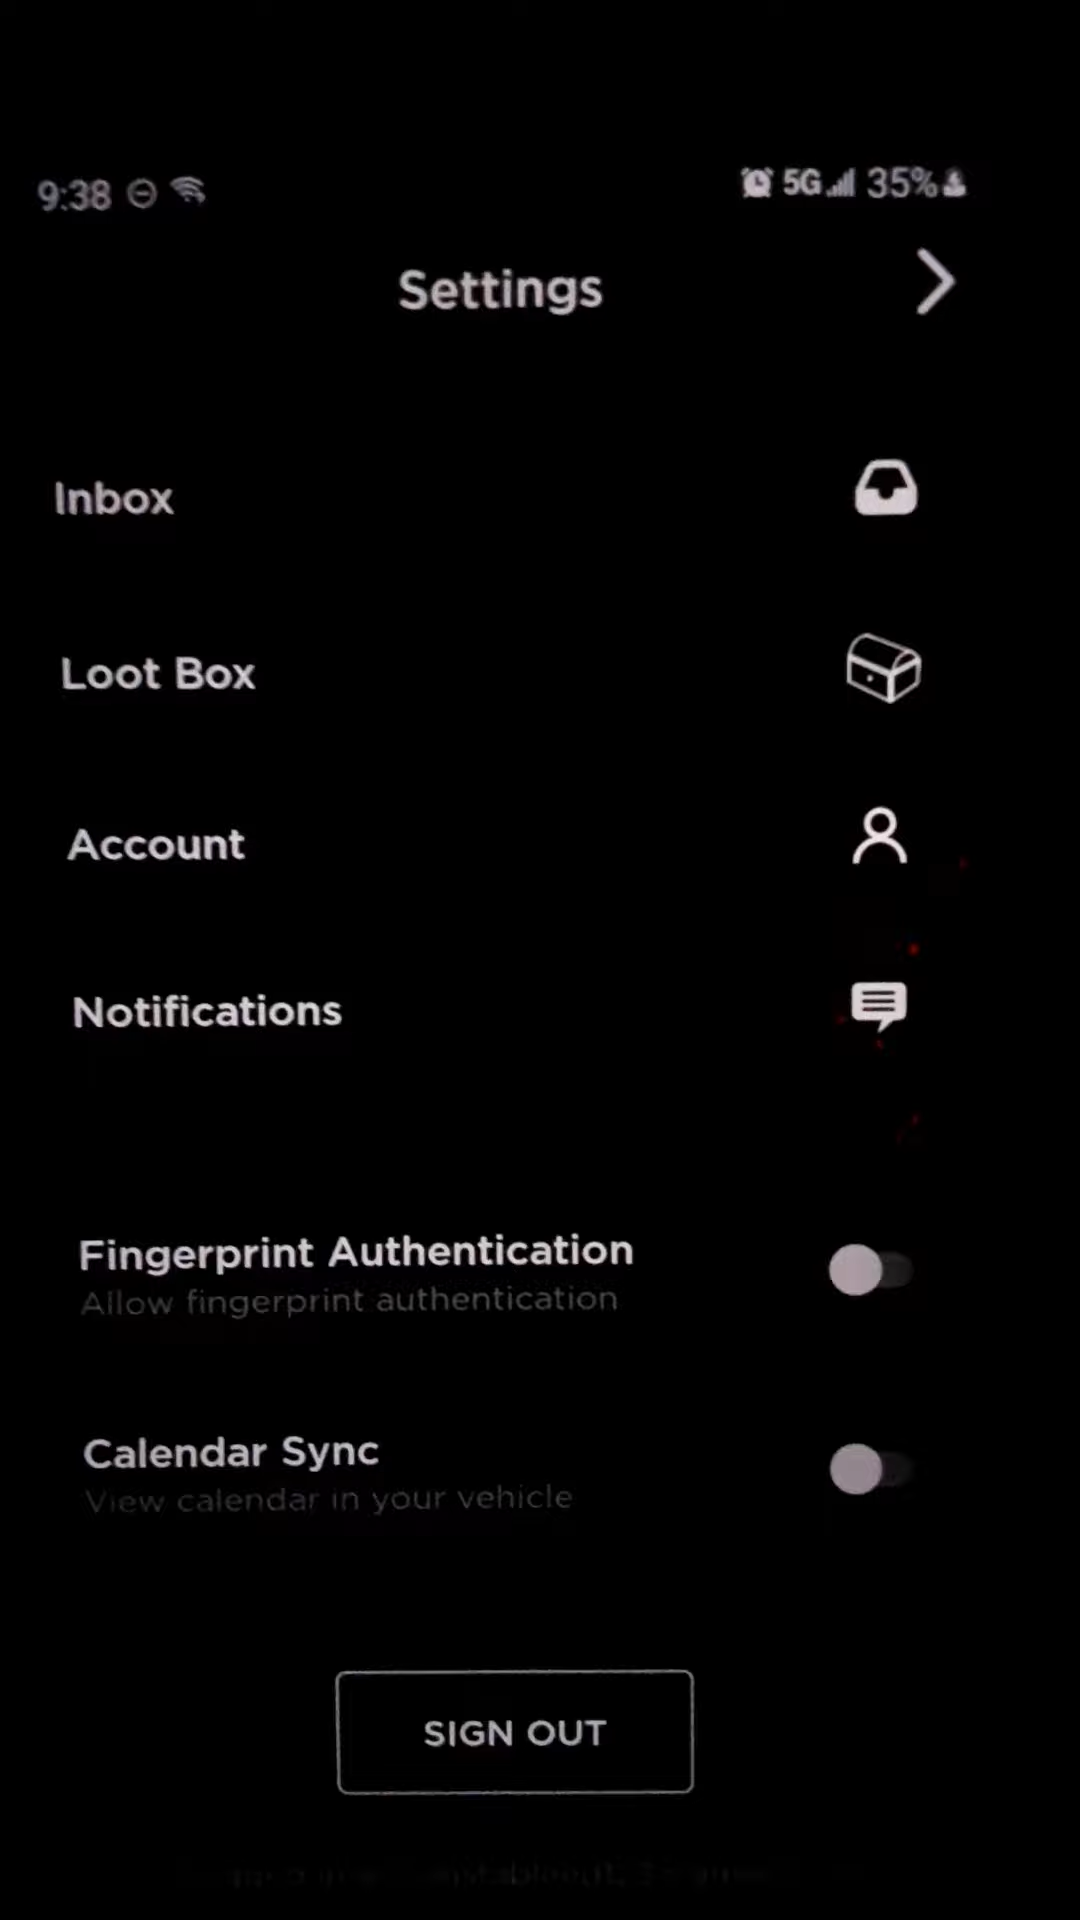 9:38 5G 35%
Settings
Inbox
Loot Box
Account
Notifications
Fingerprint Authentication
Allow fingerprint authentication
Calendar Sync
View calendar in your vehicle
SIGN OUT